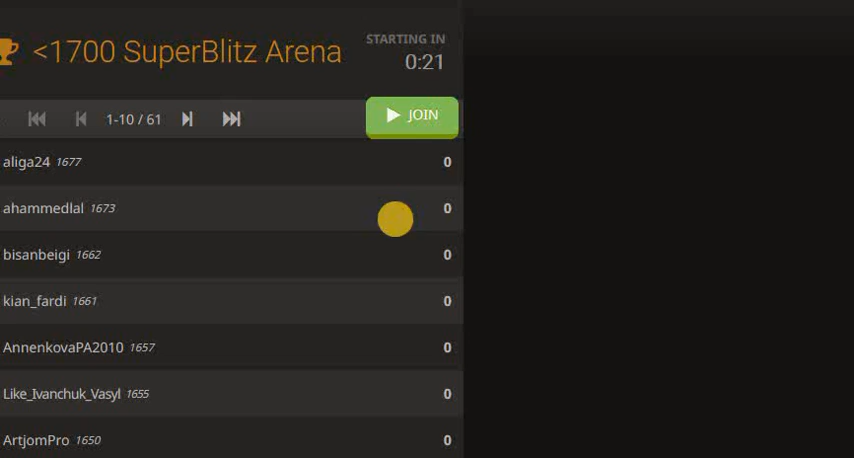 STARTING IN
<1700 SuperBlitz Arena
0:21
1-10 / 61
JOIN
aliga24 1677 0
ahammedlal 1673 0
bisanbeigi 1662 0
kian_fardi 1661 0
AnnenkovaPA2010 1657 0
Like_Ivanchuk_Vasyl 1655 0
ArtjomPro 1650 0